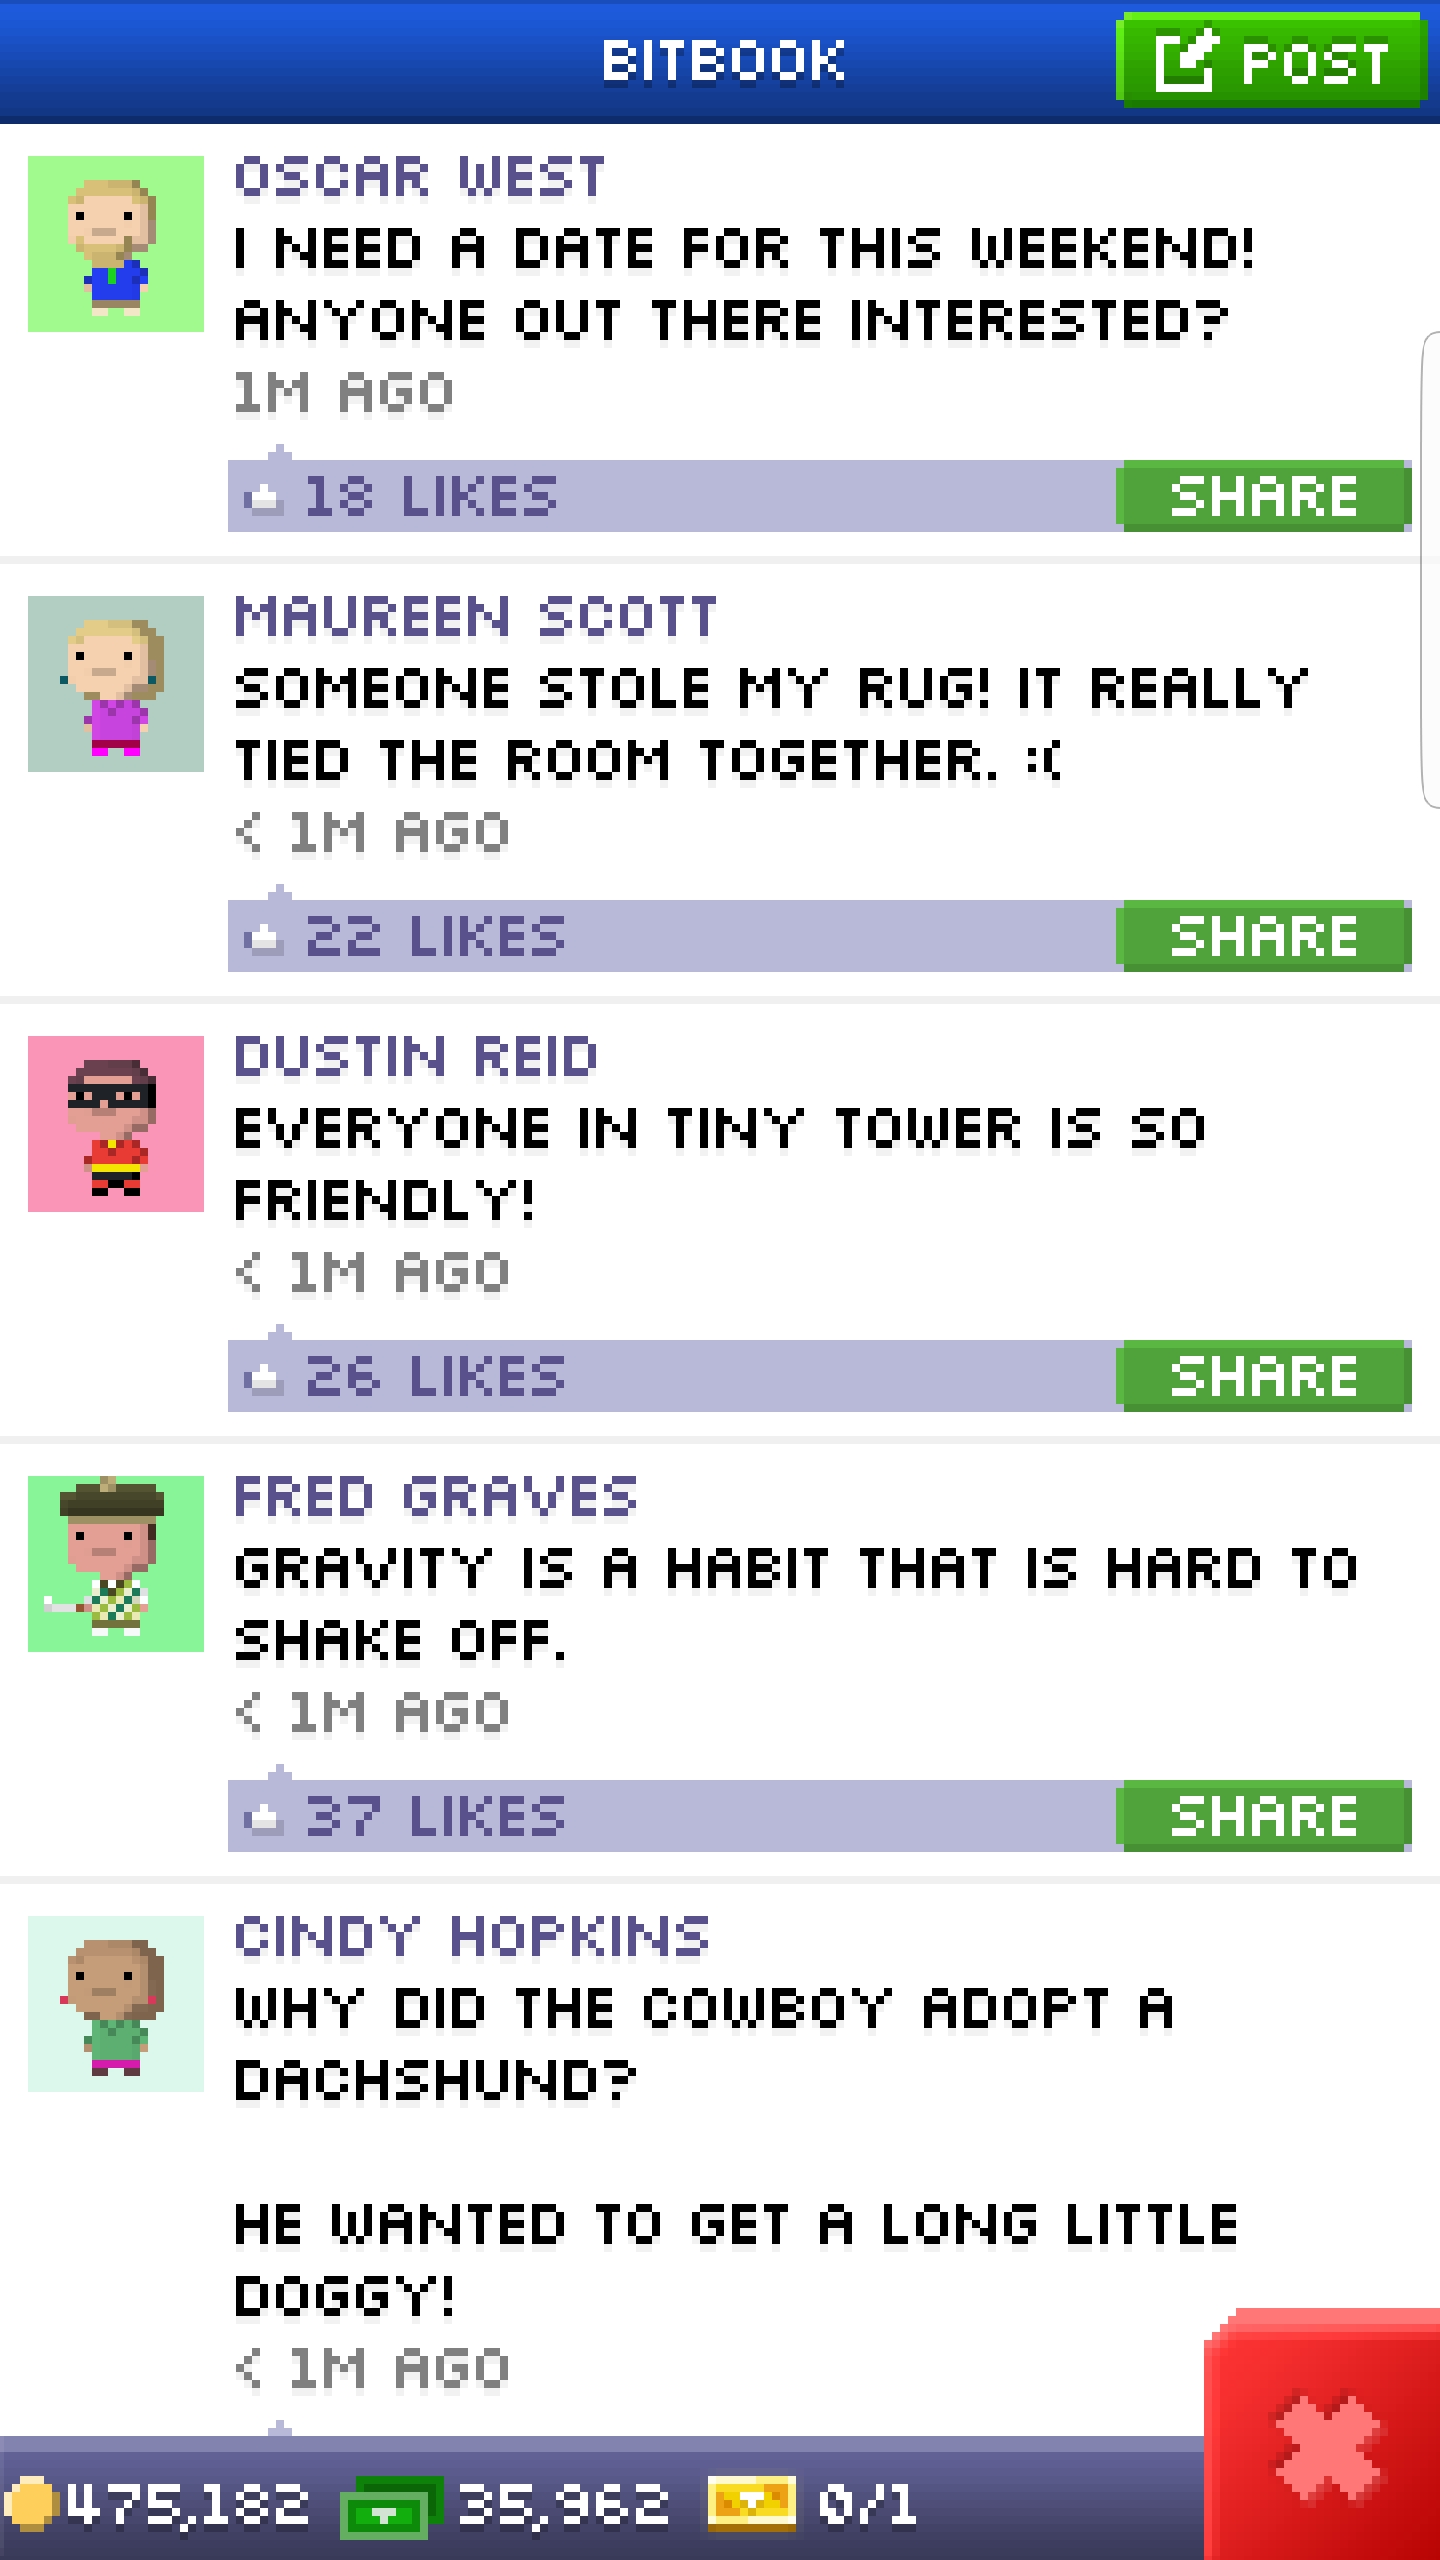 BITBOOK
POST
OSCAR WEST
I NEED A DATE FOR THIS WEEKEND!
ANYONE OUT THERE INTERESTED?
1M AGO
18 LIKES
SHARE
MAUREEN SCOTT
SOMEONE STOLE MY RUG! IT REALLY
TIED THE ROOM TOGETHER. :(
< 1M AGO
22 LIKES
SHARE
DUSTIN REID
EVERYONE IN TINY TOWER IS SO
FRIENDLY!
< 1M AGO
26 LIKES
SHARE
FRED GRAVES
GRAVITY IS A HABIT THAT IS HARD TO
SHAKE OFF.
< 1M AGO
37 LIKES
SHARE
CINDY HOPKINS
WHY DID THE COWBOY ADOPT A
DACHSHUND?
HE WANTED TO GET A LONG LITTLE
DOGGY!
< 1M AGO
475,182
35,962
0/1